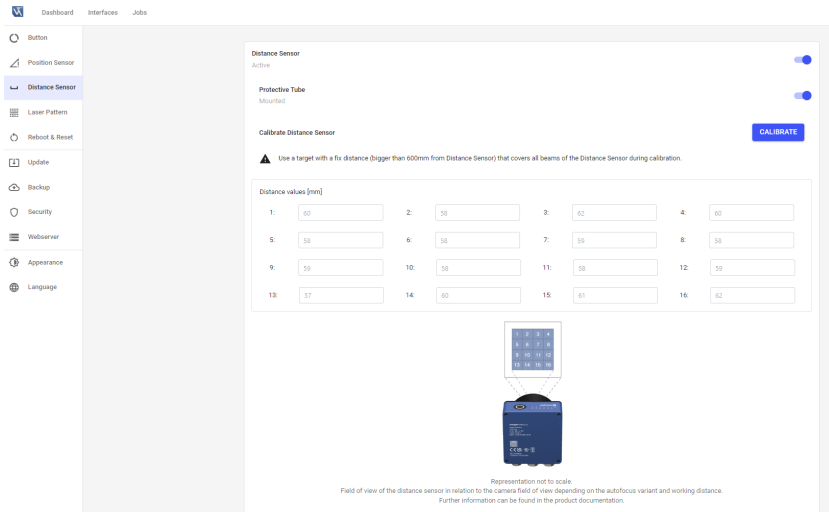 Dashboard Interfaces Jobs
Button
Position Sensor
Distance Sensor
Laser Pattern
Reboot & Reset
Update
Backup
Security
Webserver
Appearance
Language
Distance Sensor
Active
Protective Tube
Mounted
Calibrate Distance Sensor CALIBRATE
Use a target with a fix distance (bigger than 600mm from Distance Sensor) that covers all beams of the Distance Sensor during calibration.
Distance values [mm]
1: 60 2: 58 3: 62 4: 60
5: 58 6: 56 7: 59 8: 58
9: 10: 58 11: 58 12: 59
13: 57 14: 60 15: 61 16: 62
1 2 3 4
5 6 7 8
9 10 11 12
13 14 15 16
Representation not to scale.
Field of view of the distance sensor in relation to the camera field of view depending on the autofocus variant and working distance.
Further information can be found in the product documentation.